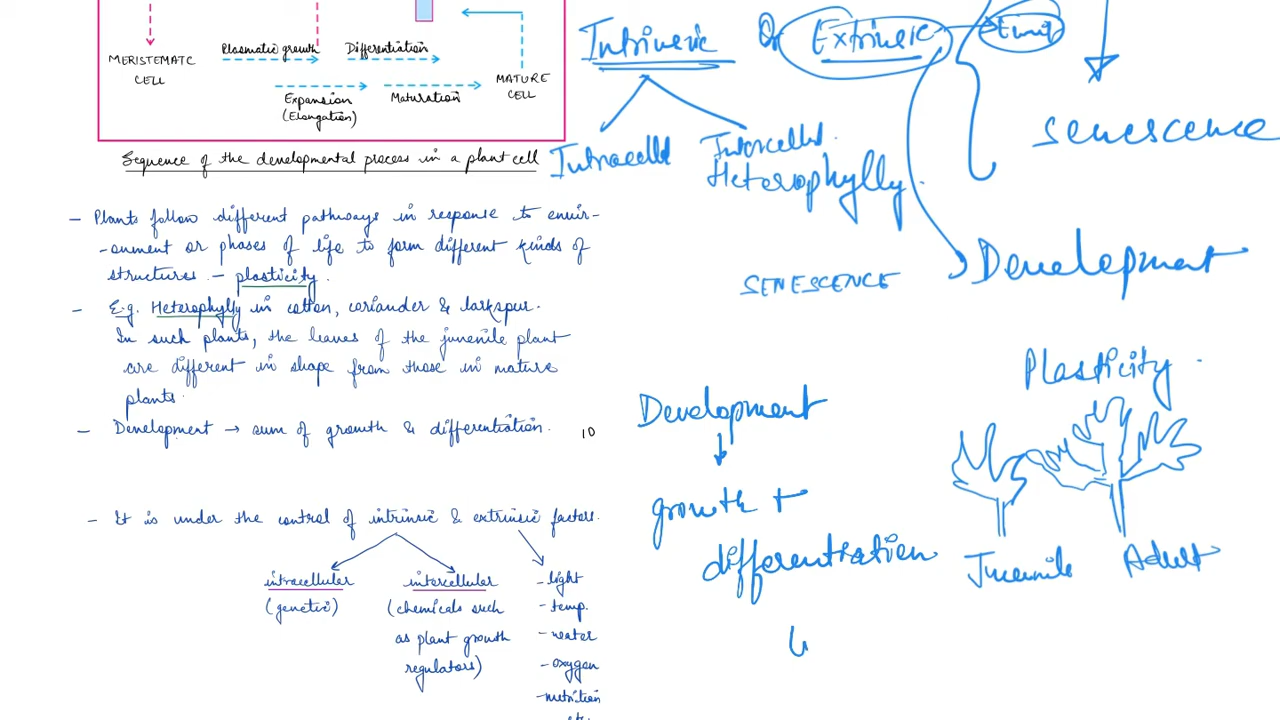 Plasmatic growth
Differentiation
MERISTEMATC
CELL
MATURE
CELL
Expansion
(Elongation)
Maturation
Sequence of the developmental process in a plant cell
- Plants follow different pathways in response to envir-
-onment or phases of life to form different kinds of
structures - plasticity.
- E.g. Heterophylly in cotton, coriander & larkspur.
In such plants, the leaves of the juvenile plant
are different in shape from those in mature
plants.
- Development → sum of growth & differentiation. 10
- It is under the control of intrinsic & extrinsic factors.
intracellular
(genetic)
intercellular
(chemicals such
as plant growth
regulators)
- light
- temp.
- water
- oxygen
- nutrition
etc.
Or
Heterophylly
senescence
Development
SENESCENCE
Plasticity
Development
growth +
differentiation
Juvenile
Adult